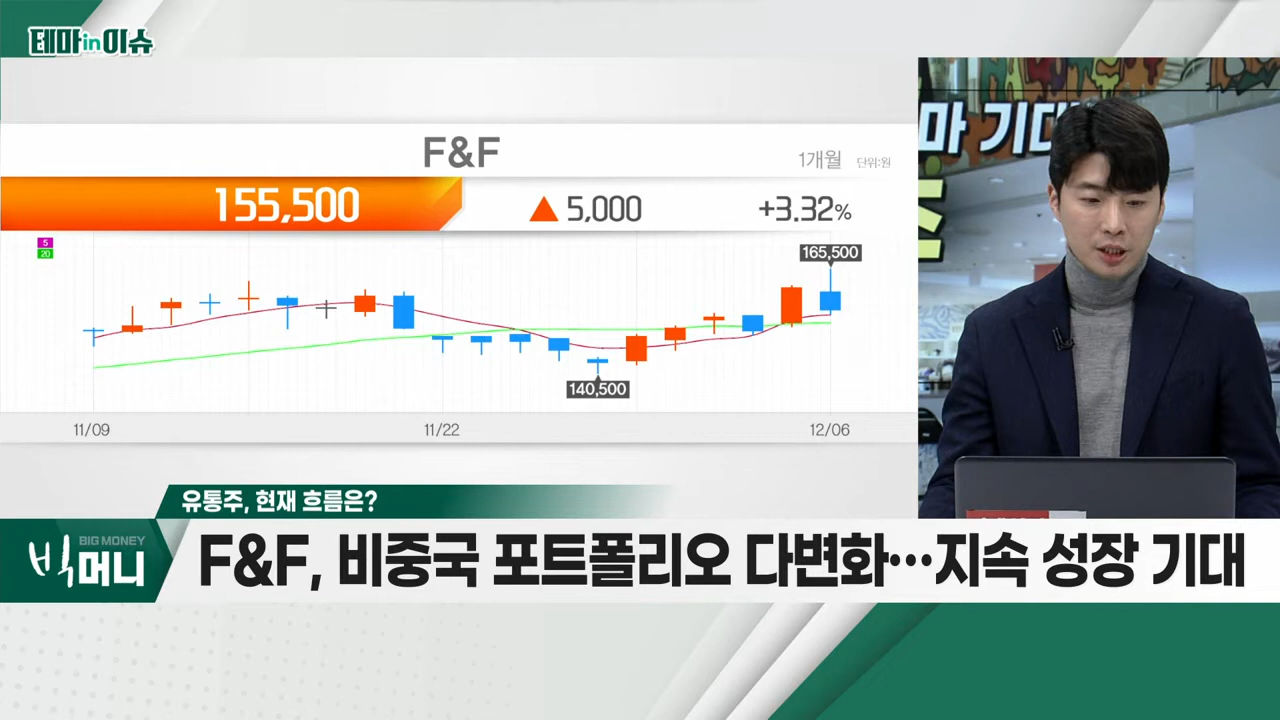 테마in이슈
마 기대
F&F
1개월 단위:원
155,500 ▲ 5,000 +3.32%
5
20
165,500
140,500
11/09 11/22 12/06
유통주, 현재 흐름은?
BIG MONEY
빅머니
F&F, 비중국 포트폴리오 다변화…지속 성장 기대